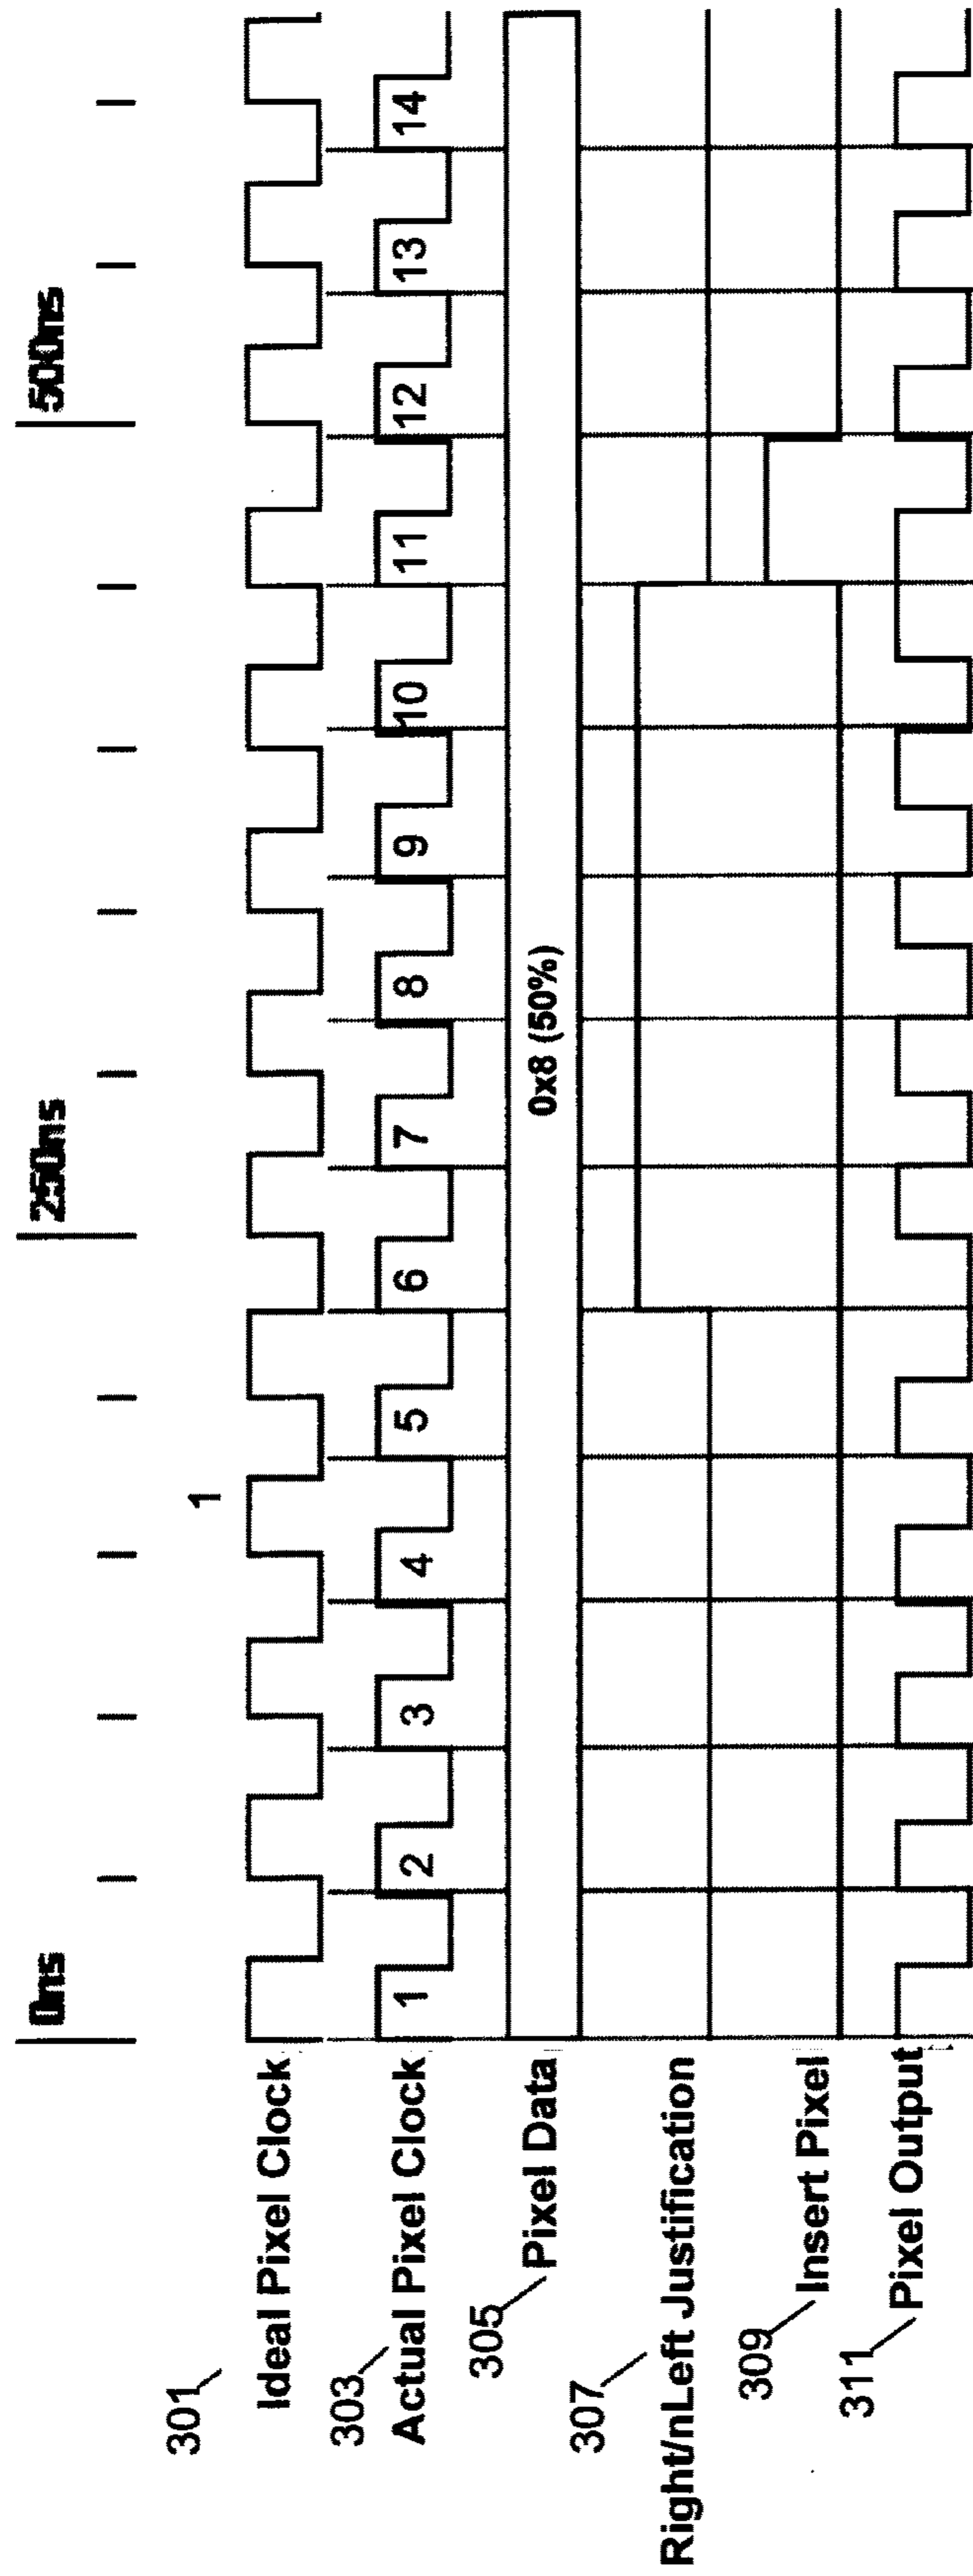 0ns 250ns 500ns
1
301 Ideal Pixel Clock
303 Actual Pixel Clock
1 2 3 4 5 6 7 8 9 10 11 12 13 14
305 Pixel Data
0x8 (50%)
307 Right/nLeft Justification
309 Insert Pixel
311 Pixel Output